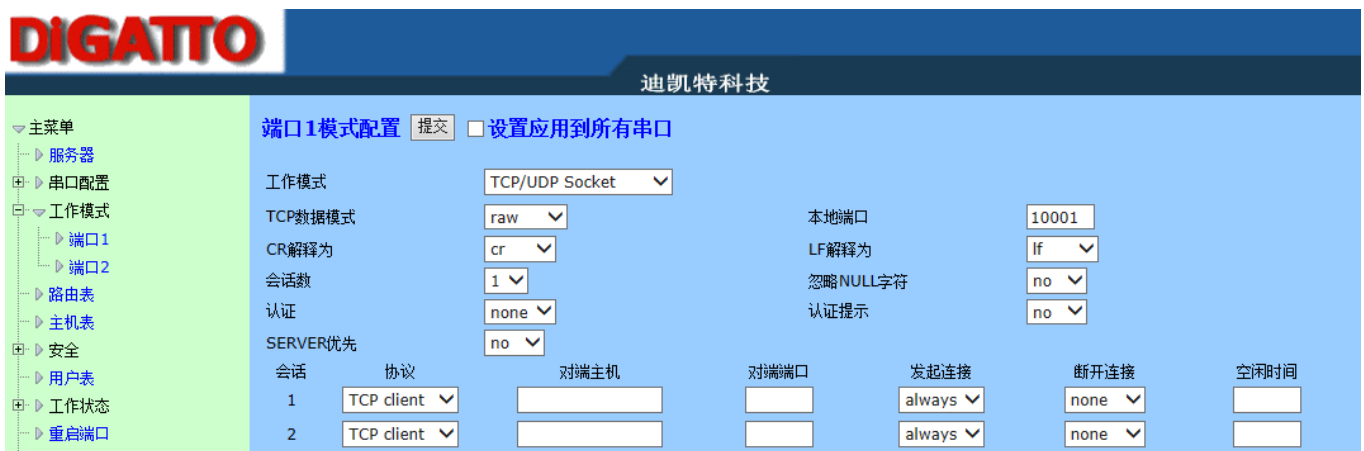 DiGATTO
迪凯特科技
主菜单
服务器
串口配置
工作模式
端口1
端口2
路由表
主机表
安全
用户表
工作状态
重启端口
端口1模式配置 提交 设置应用到所有串口
工作模式 TCP/UDP Socket
TCP数据模式 raw 本地端口 10001
CR解释为 cr LF解释为 lf
会话数 1 忽略NULL字符 no
认证 none 认证提示 no
SERVER优先 no
会话 协议 对端主机 对端端口 发起连接 断开连接 空闲时间
1 TCP client always none
2 TCP client always none